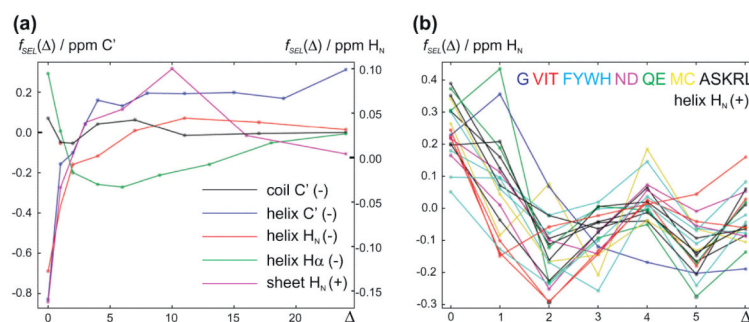 (a)
f_SEL(Δ) / ppm C’
f_SEL(Δ) / ppm H_N
0.2
0.0
-0.2
-0.4
-0.6
-0.8
0.10
0.05
0.00
-0.05
-0.10
-0.15
coil C’ (-)
helix C’ (-)
helix H_N (-)
helix Hα (-)
sheet H_N (+)
0 5 10 15 20 Δ
(b)
f_SEL(Δ) / ppm H_N
G VIT FYWH ND QE MC ASKRL
helix H_N (+)
0.4
0.3
0.2
0.1
0.0
-0.1
-0.2
-0.3
0 1 2 3 4 5 Δ